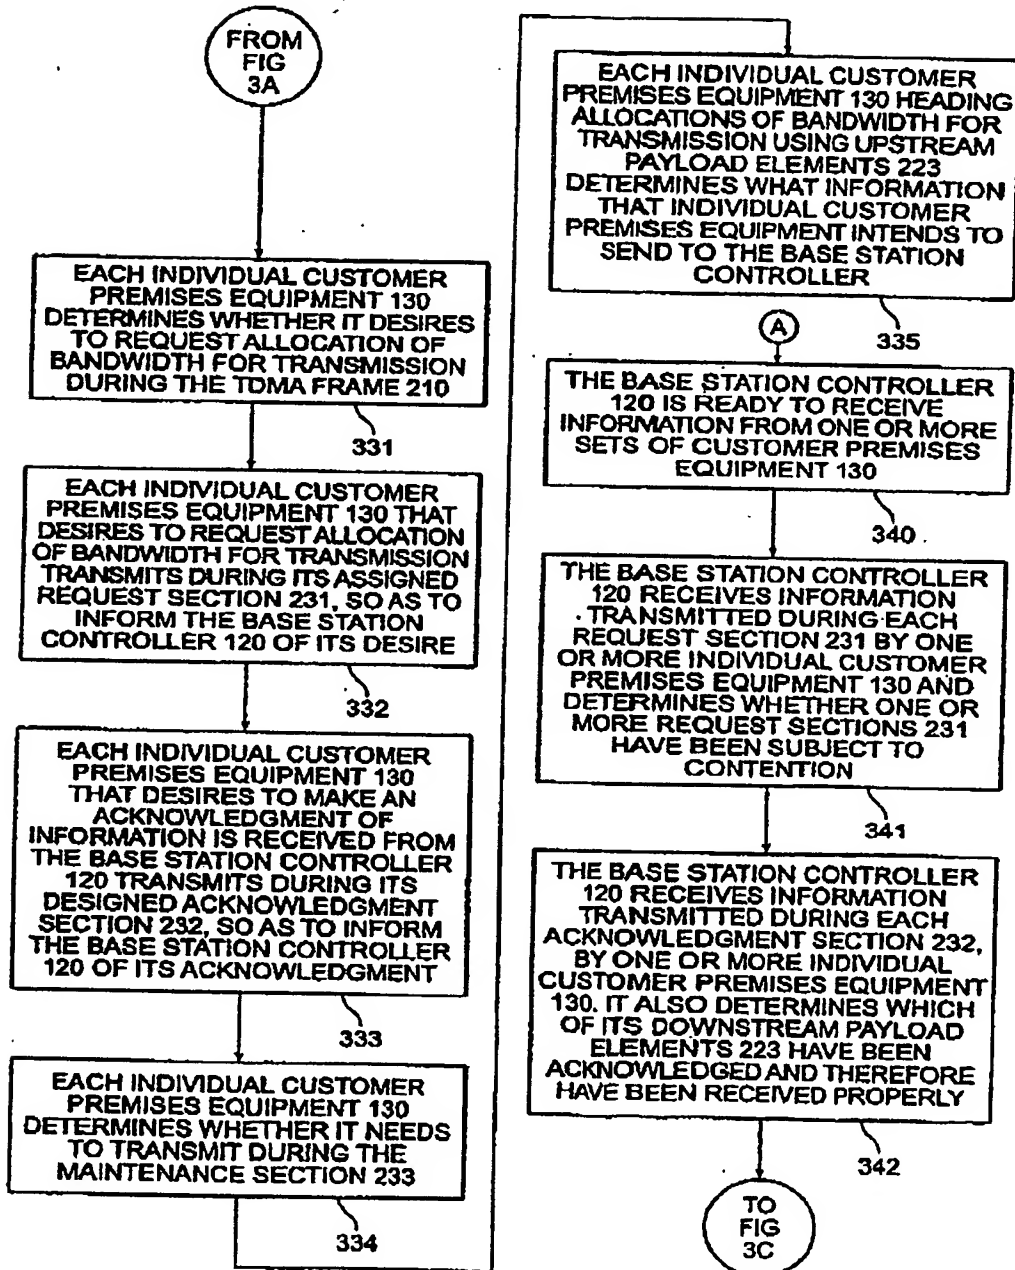 FROM
FIG
3A
EACH INDIVIDUAL CUSTOMER
PREMISES EQUIPMENT 130
DETERMINES WHETHER IT DESIRES
TO REQUEST ALLOCATION OF
BANDWIDTH FOR TRANSMISSION
DURING THE TDMA FRAME 210
331
EACH INDIVIDUAL CUSTOMER
PREMISES EQUIPMENT 130 THAT
DESIRES TO REQUEST ALLOCATION
OF BANDWIDTH FOR TRANSMISSION
TRANSMITS DURING ITS ASSIGNED
REQUEST SECTION 231, SO AS TO
INFORM THE BASE STATION
CONTROLLER 120 OF ITS DESIRE
332
EACH INDIVIDUAL CUSTOMER
PREMISES EQUIPMENT 130
THAT DESIRES TO MAKE AN
ACKNOWLEDGMENT OF
INFORMATION IS RECEIVED FROM
THE BASE STATION CONTROLLER
120 TRANSMITS DURING ITS
DESIGNED ACKNOWLEDGMENT
SECTION 232, SO AS TO INFORM
THE BASE STATION CONTROLLER
120 OF ITS ACKNOWLEDGMENT
333
EACH INDIVIDUAL CUSTOMER
PREMISES EQUIPMENT 130
DETERMINES WHETHER IT NEEDS
TO TRANSMIT DURING THE
MAINTENANCE SECTION 233
334
EACH INDIVIDUAL CUSTOMER
PREMISES EQUIPMENT 130 HEADING
ALLOCATIONS OF BANDWIDTH FOR
TRANSMISSION USING UPSTREAM
PAYLOAD ELEMENTS 223
DETERMINES WHAT INFORMATION
THAT INDIVIDUAL CUSTOMER
PREMISES EQUIPMENT INTENDS TO
SEND TO THE BASE STATION
CONTROLLER
335
A
THE BASE STATION CONTROLLER
120 IS READY TO RECEIVE
INFORMATION FROM ONE OR MORE
SETS OF CUSTOMER PREMISES
EQUIPMENT 130
340
THE BASE STATION CONTROLLER
120 RECEIVES INFORMATION
TRANSMITTED DURING EACH
REQUEST SECTION 231 BY ONE
OR MORE INDIVIDUAL CUSTOMER
PREMISES EQUIPMENT 130 AND
DETERMINES WHETHER ONE OR
MORE REQUEST SECTIONS 231
HAVE BEEN SUBJECT TO
CONTENTION
341
THE BASE STATION CONTROLLER
120 RECEIVES INFORMATION
TRANSMITTED DURING EACH
ACKNOWLEDGMENT SECTION 232,
BY ONE OR MORE INDIVIDUAL
CUSTOMER PREMISES EQUIPMENT
130. IT ALSO DETERMINES WHICH
OF ITS DOWNSTREAM PAYLOAD
ELEMENTS 223 HAVE BEEN
ACKNOWLEDGED AND THEREFORE
HAVE BEEN RECEIVED PROPERLY
342
TO
FIG
3C